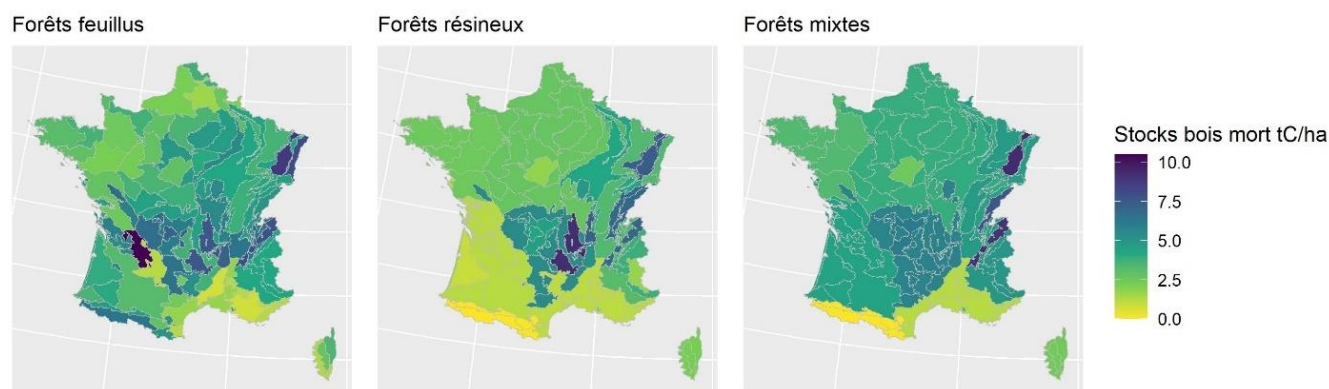 Forêts feuillus
Forêts résineux
Forêts mixtes
Stocks bois mort tC/ha
10.0
7.5
5.0
2.5
0.0